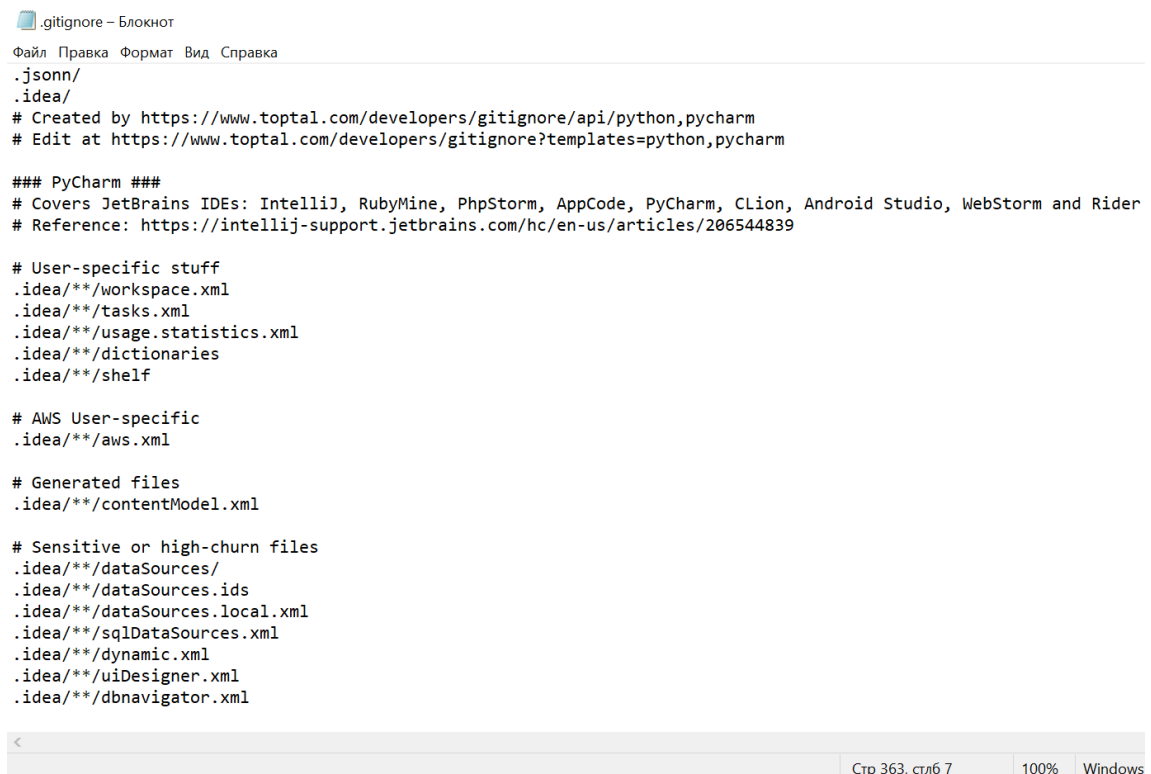 .gitignore – Блокнот
Файл Правка Формат Вид Справка
.jsonn/
.idea/
# Created by https://www.toptal.com/developers/gitignore/api/python,pycharm
# Edit at https://www.toptal.com/developers/gitignore?templates=python,pycharm
### PyCharm ###
# Covers JetBrains IDEs: IntelliJ, RubyMine, PhpStorm, AppCode, PyCharm, CLion, Android Studio, WebStorm and Rider
# Reference: https://intellij-support.jetbrains.com/hc/en-us/articles/206544839
# User-specific stuff
.idea/**/workspace.xml
.idea/**/tasks.xml
.idea/**/usage.statistics.xml
.idea/**/dictionaries
.idea/**/shelf
# AWS User-specific
.idea/**/aws.xml
# Generated files
.idea/**/contentModel.xml
# Sensitive or high-churn files
.idea/**/dataSources/
.idea/**/dataSources.ids
.idea/**/dataSources.local.xml
.idea/**/sqlDataSources.xml
.idea/**/dynamic.xml
.idea/**/uiDesigner.xml
.idea/**/dbnavigator.xml
Стр 363, стлб 7 100% Windows